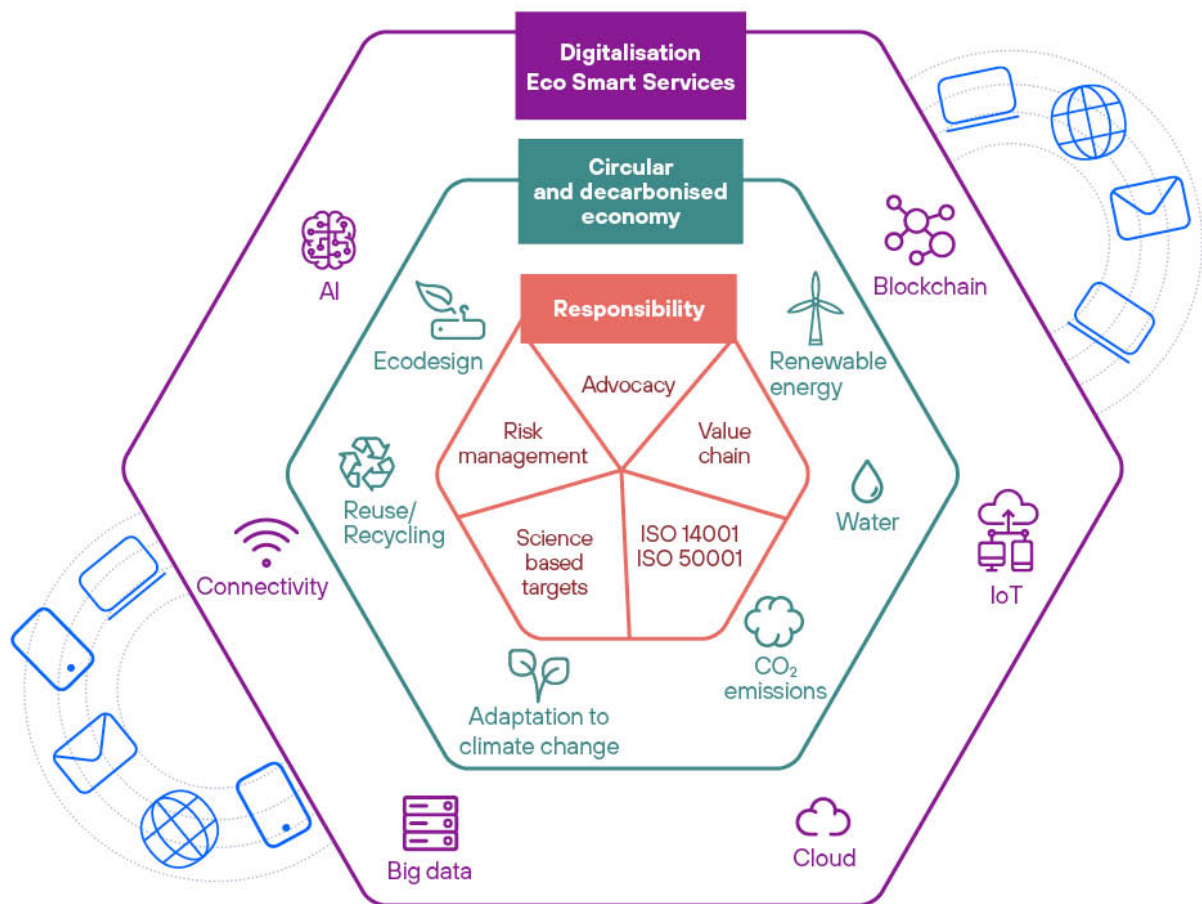 Digitalisation
Eco Smart Services
Circular
and decarbonised
economy
AI
Blockchain
Responsibility
Ecodesign
Renewable
energy
Advocacy
Risk
management
Value
chain
Reuse/
Recycling
Water
Science
based
targets
ISO 14001
ISO 50001
Connectivity
IoT
CO₂
emissions
Adaptation to
climate change
Big data
Cloud